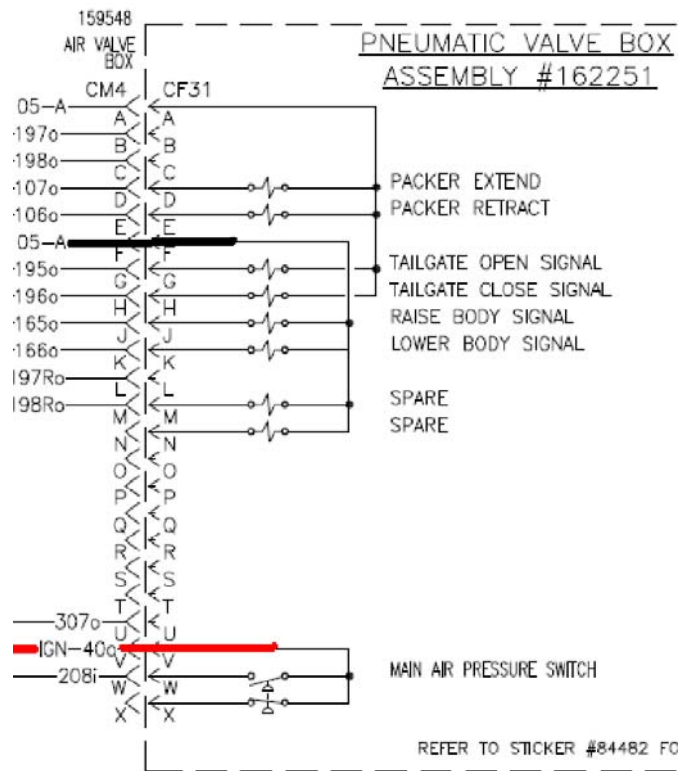 159548
AIR VALVE
BOX
PNEUMATIC VALVE BOX
ASSEMBLY #162251
CM4 CF31
05-A
A A
197o
B B
198o
C C
107o PACKER EXTEND
D D
106o PACKER RETRACT
E E
05-A
F F
195o TAILGATE OPEN SIGNAL
G G
196o TAILGATE CLOSE SIGNAL
H H
165o RAISE BODY SIGNAL
J J
166o LOWER BODY SIGNAL
K K
197Ro
L L
198Ro SPARE
M M
SPARE
N N
O O
P P
Q Q
R R
S S
T T
307o
U U
IGN-40o
V V
208i MAIN AIR PRESSURE SWITCH
W W
X X
REFER TO STICKER #84482 FO